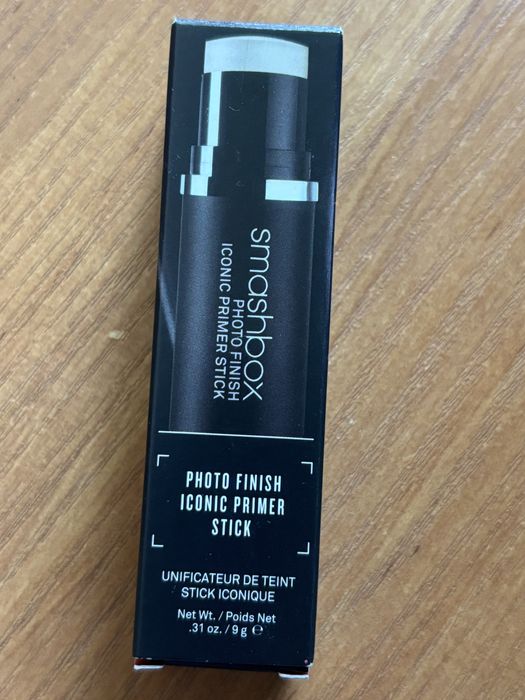 smashbox
PHOTO FINISH
ICONIC PRIMER STICK
PHOTO FINISH
ICONIC PRIMER
STICK
UNIFICATEUR DE TEINT
STICK ICONIQUE
Net Wt. / Poids Net
.31 oz. / 9 g ℮